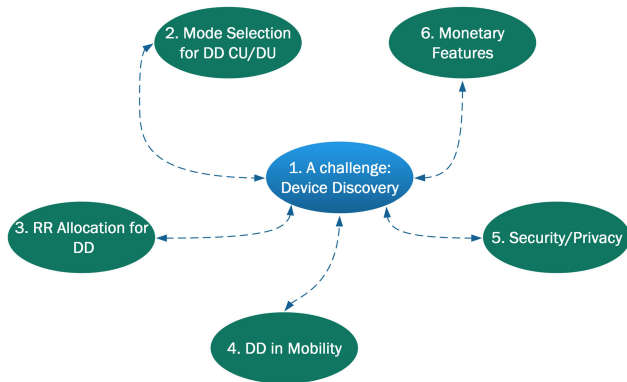 2. Mode Selection
for DD CU/DU
6. Monetary
Features
1. A challenge:
Device Discovery
3. RR Allocation for
DD
5. Security/Privacy
4. DD in Mobility